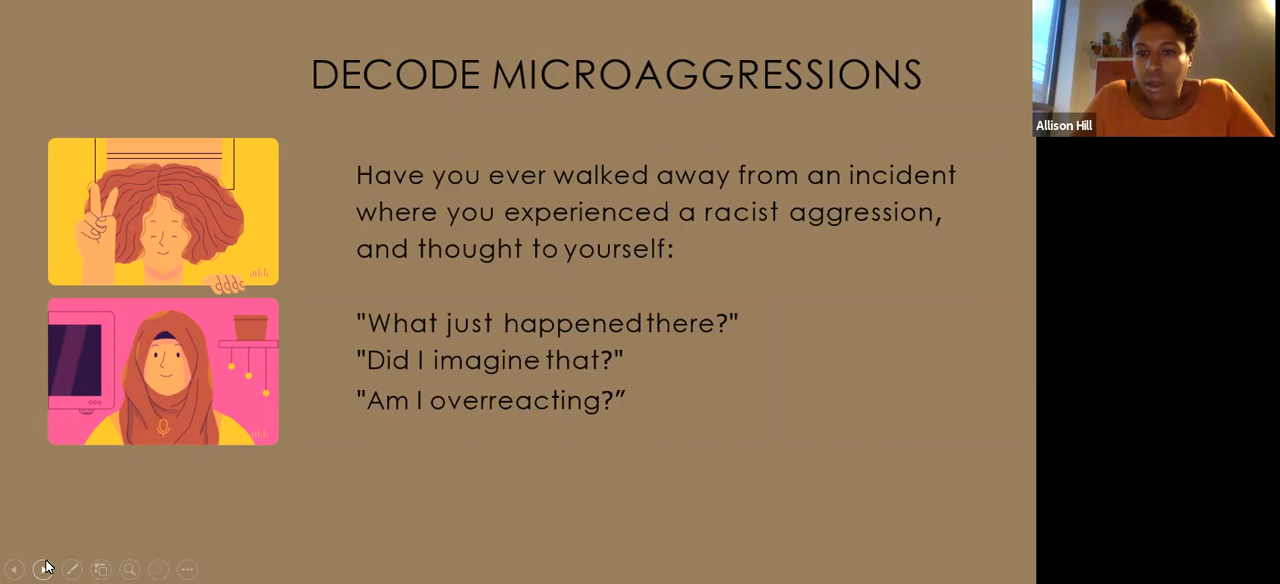 DECODE MICROAGGRESSIONS
Allison Hill
Have you ever walked away from an incident
where you experienced a racist aggression,
and thought to yourself:
"What just happened there?"
"Did I imagine that?"
"Am I overreacting?”